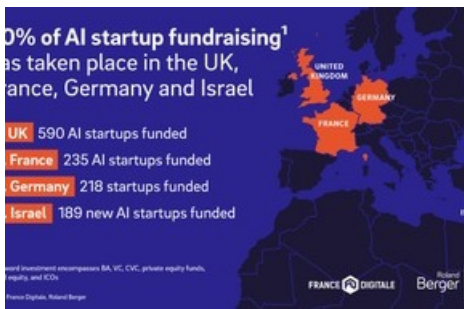 0% of AI startup fundraising¹
as taken place in the UK,
rance, Germany and Israel
UK 590 AI startups funded
France 235 AI startups funded
Germany 218 startups funded
Israel 189 new AI startups funded
UNITED
KINGDOM
GERMANY
FRANCE
word investment encompasses BA, VC, CVC, private equity funds,
equity, and ICOs
France Digitale, Roland Berger
FRANCE FD DIGITALE
Roland
Berger